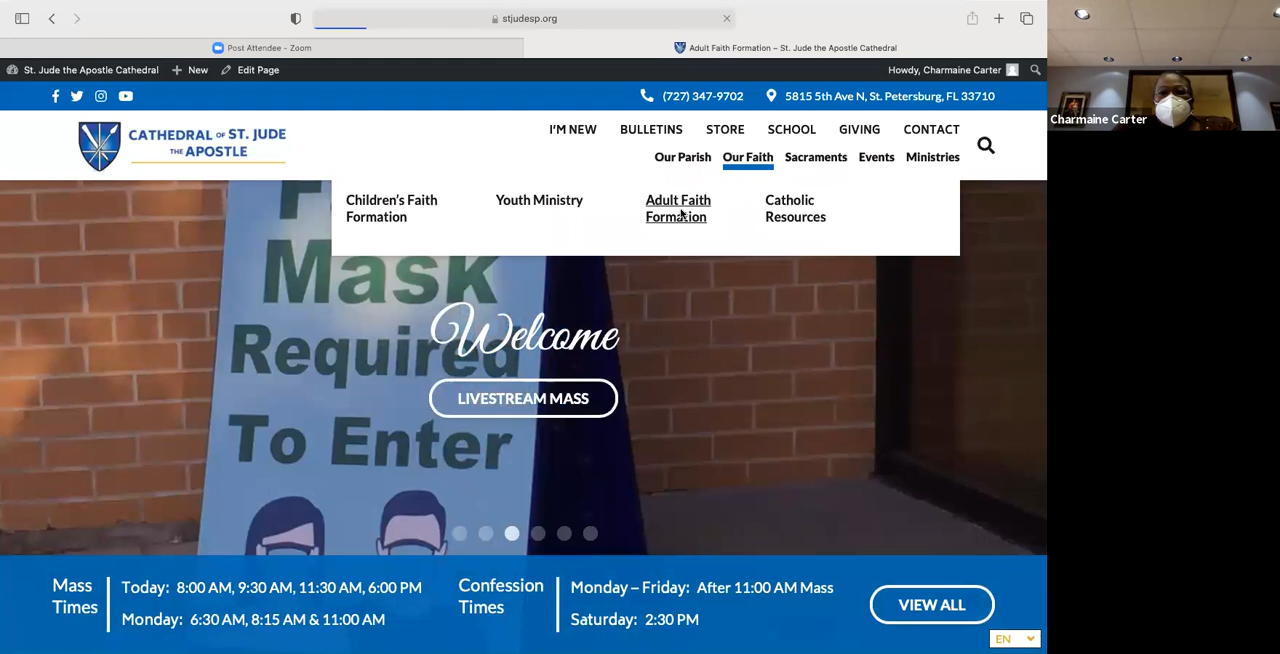 stjudesp.org
Post Attendee - Zoom
Adult Faith Formation – St. Jude the Apostle Cathedral
St. Jude the Apostle Cathedral
New
Edit Page
Howdy, Charmaine Carter
(727) 347-9702
5815 5th Ave N, St. Petersburg, FL 33710
CATHEDRAL OF ST. JUDE
THE APOSTLE
I'M NEW
BULLETINS
STORE
SCHOOL
GIVING
CONTACT
Our Parish
Our Faith
Sacraments
Events
Ministries
Children's Faith
Formation
Youth Ministry
Adult Faith
Formation
Catholic
Resources
Mask
Required
To Enter
Welcome
LIVESTREAM MASS
Mass
Times
Today: 8:00 AM, 9:30 AM, 11:30 AM, 6:00 PM
Monday: 6:30 AM, 8:15 AM & 11:00 AM
Confession
Times
Monday – Friday: After 11:00 AM Mass
Saturday: 2:30 PM
VIEW ALL
EN
Charmaine Carter